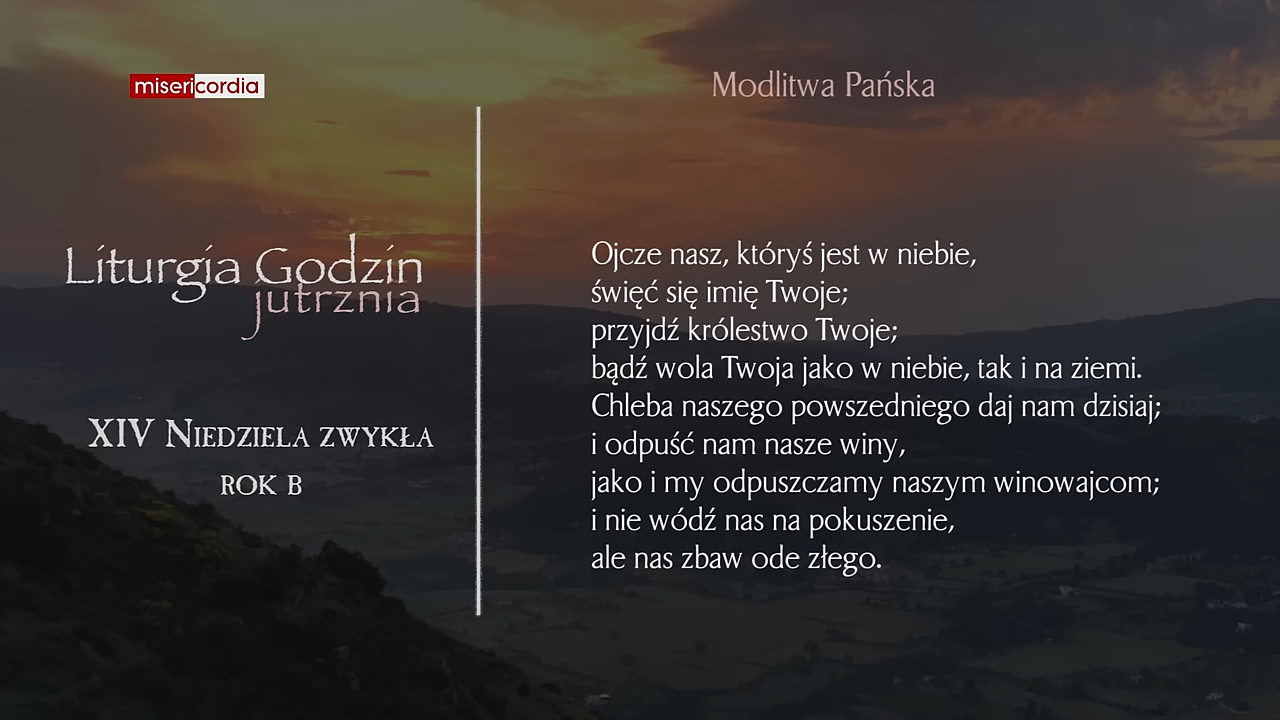 misericordia
Liturgia Godzin
jutrznia
XIV Niedziela zwykła
rok B
Modlitwa Pańska
Ojcze nasz, któryś jest w niebie,
święć się imię Twoje;
przyjdź królestwo Twoje;
bądź wola Twoja jako w niebie, tak i na ziemi.
Chleba naszego powszedniego daj nam dzisiaj;
i odpuść nam nasze winy,
jako i my odpuszczamy naszym winowajcom;
i nie wódź nas na pokuszenie,
ale nas zbaw ode złego.